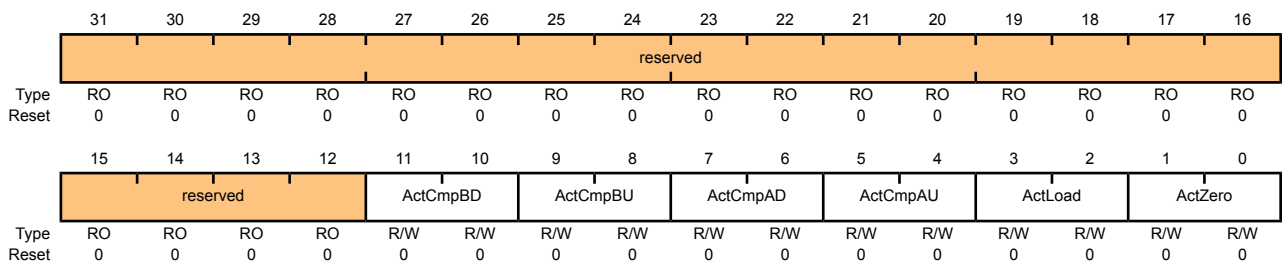 31 30 29 28 27 26 25 24 23 22 21 20 19 18 17 16
reserved
Type RO RO RO RO RO RO RO RO RO RO RO RO RO RO RO RO
Reset 0 0 0 0 0 0 0 0 0 0 0 0 0 0 0 0
15 14 13 12 11 10 9 8 7 6 5 4 3 2 1 0
reserved ActCmpBD ActCmpBU ActCmpAD ActCmpAU ActLoad ActZero
Type RO RO RO RO R/W R/W R/W R/W R/W R/W R/W R/W R/W R/W R/W R/W
Reset 0 0 0 0 0 0 0 0 0 0 0 0 0 0 0 0